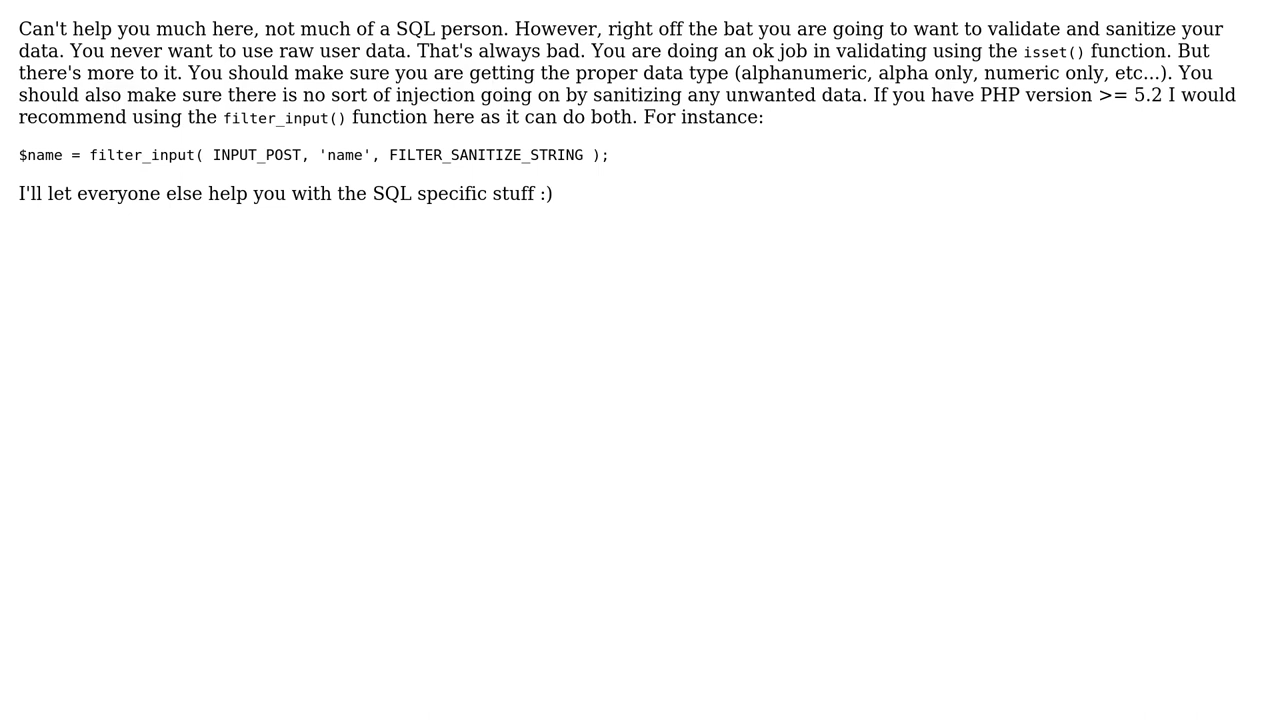 Can't help you much here, not much of a SQL person. However, right off the bat you are going to want to validate and sanitize your
data. You never want to use raw user data. That's always bad. You are doing an ok job in validating using the isset() function. But
there's more to it. You should make sure you are getting the proper data type (alphanumeric, alpha only, numeric only, etc...). You
should also make sure there is no sort of injection going on by sanitizing any unwanted data. If you have PHP version >= 5.2 I would
recommend using the filter_input() function here as it can do both. For instance:
$name = filter_input( INPUT_POST, 'name', FILTER_SANITIZE_STRING );
I'll let everyone else help you with the SQL specific stuff :)